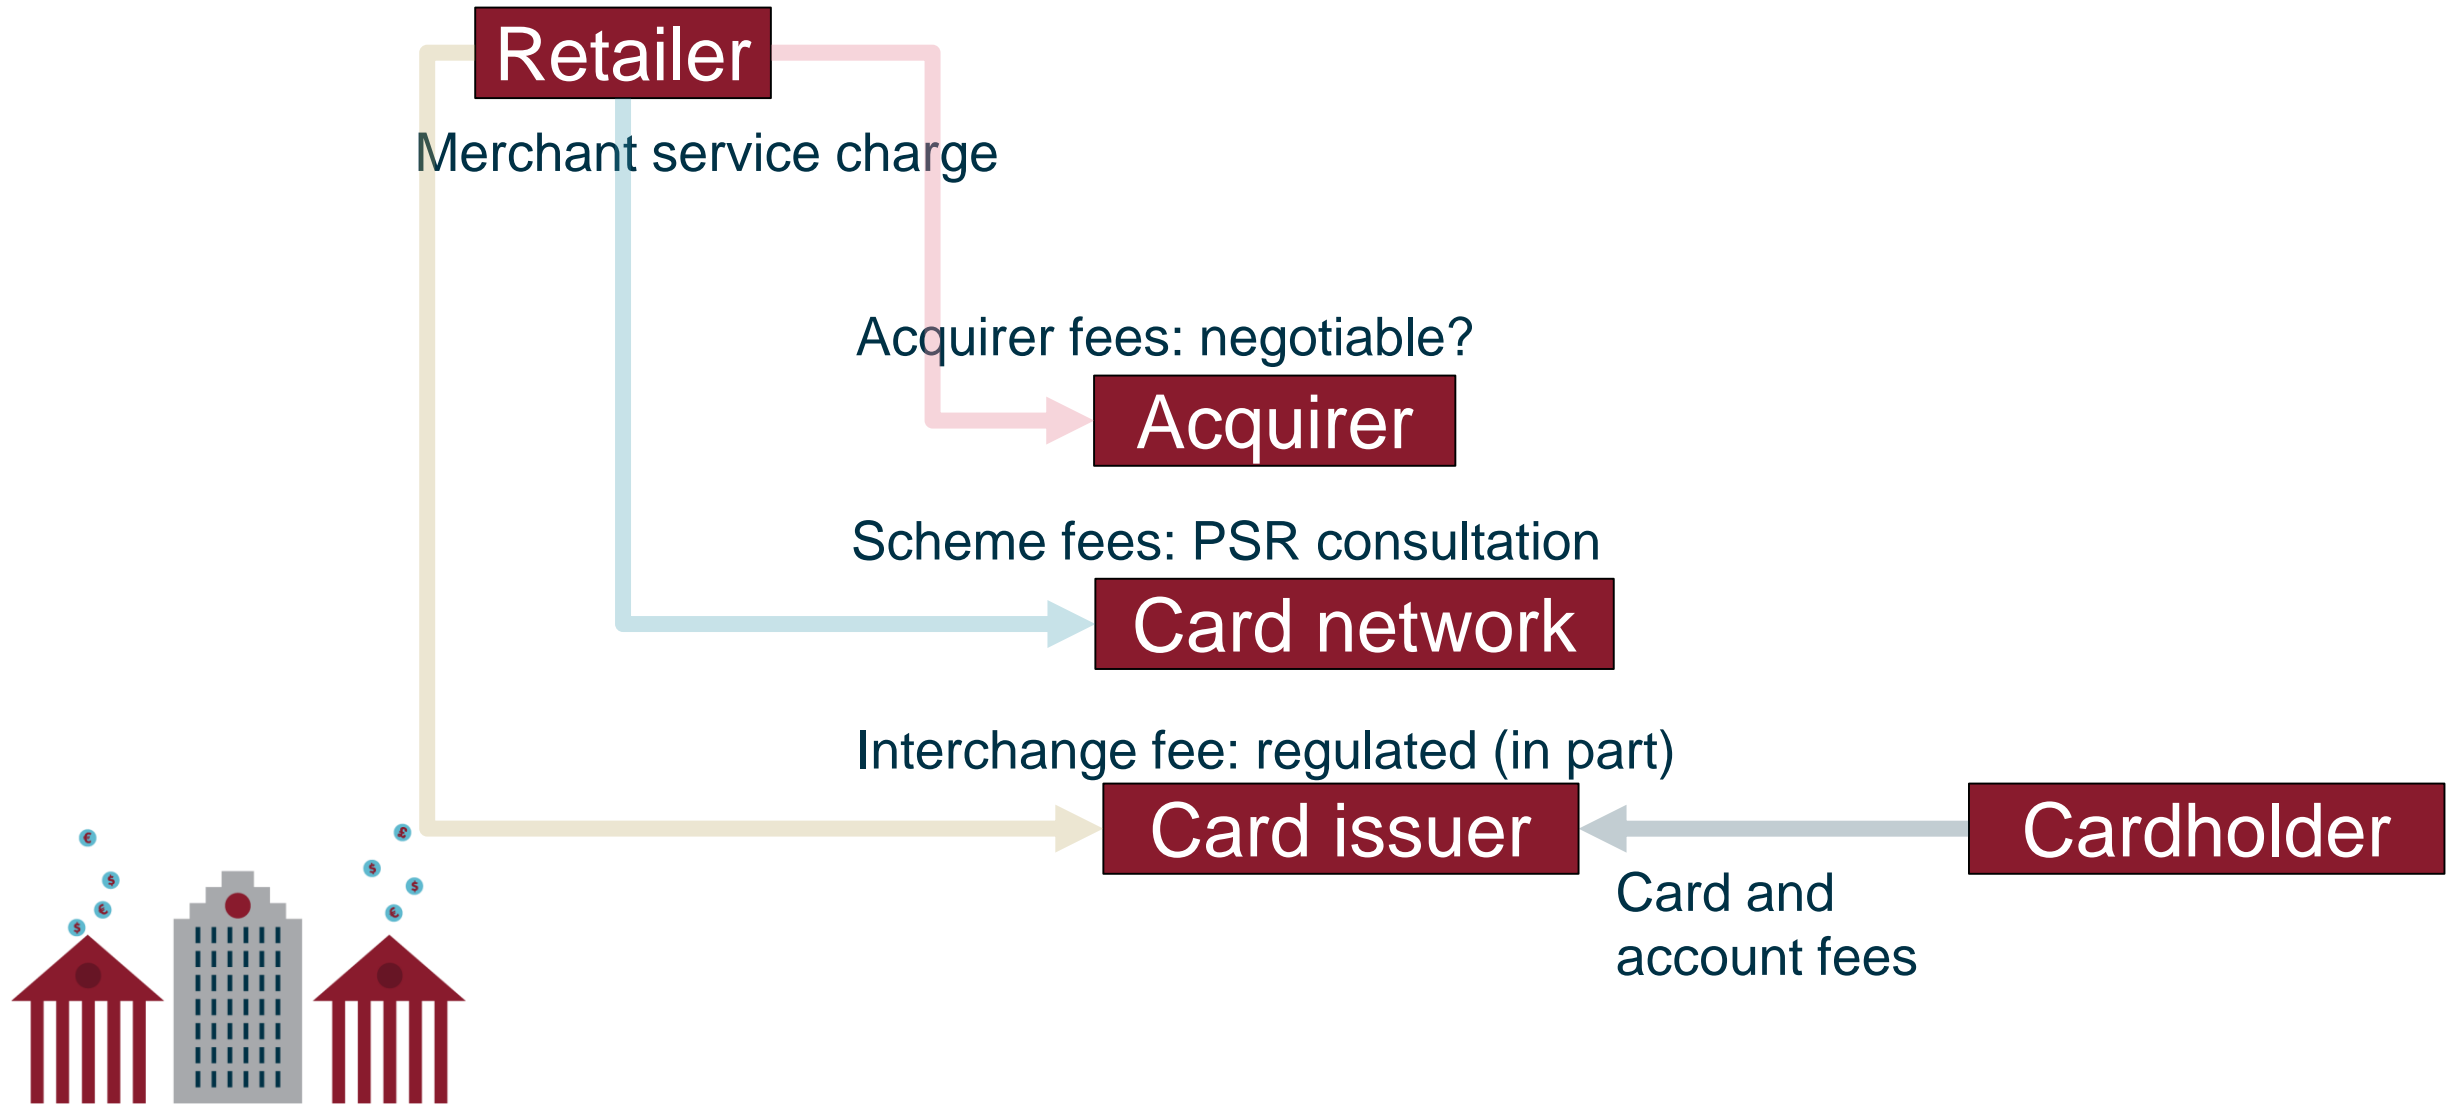 Retailer
Merchant service charge
Acquirer fees: negotiable?
Acquirer
Scheme fees: PSR consultation
Card network
Interchange fee: regulated (in part)
Card issuer
Cardholder
Card and
account fees
€
$
€
$
£
$
$
€